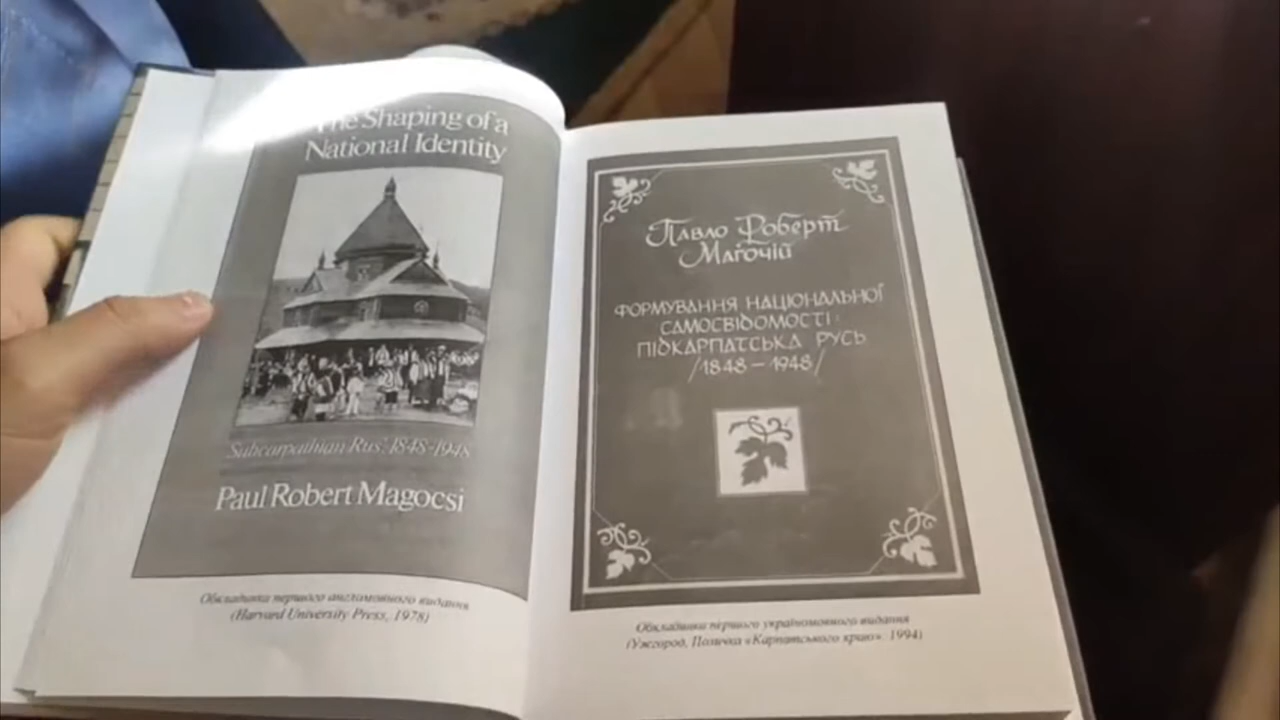 The Shaping of a
National Identity
Subcarpathian Rus', 1848-1948
Paul Robert Magocsi
Обкладинка першого англомовного видання
(Harvard University Press, 1978)
Павло Роберт
Маґочій
ФОРМУВАННЯ НАЦІОНАЛЬНОЇ
САМОСВІДОМОСТІ:
ПІДКАРПАТСЬКА РУСЬ
/1848 – 1948/
Обкладинка першого україномовного видання
(Ужгород, Поличка «Карпатського краю». 1994)